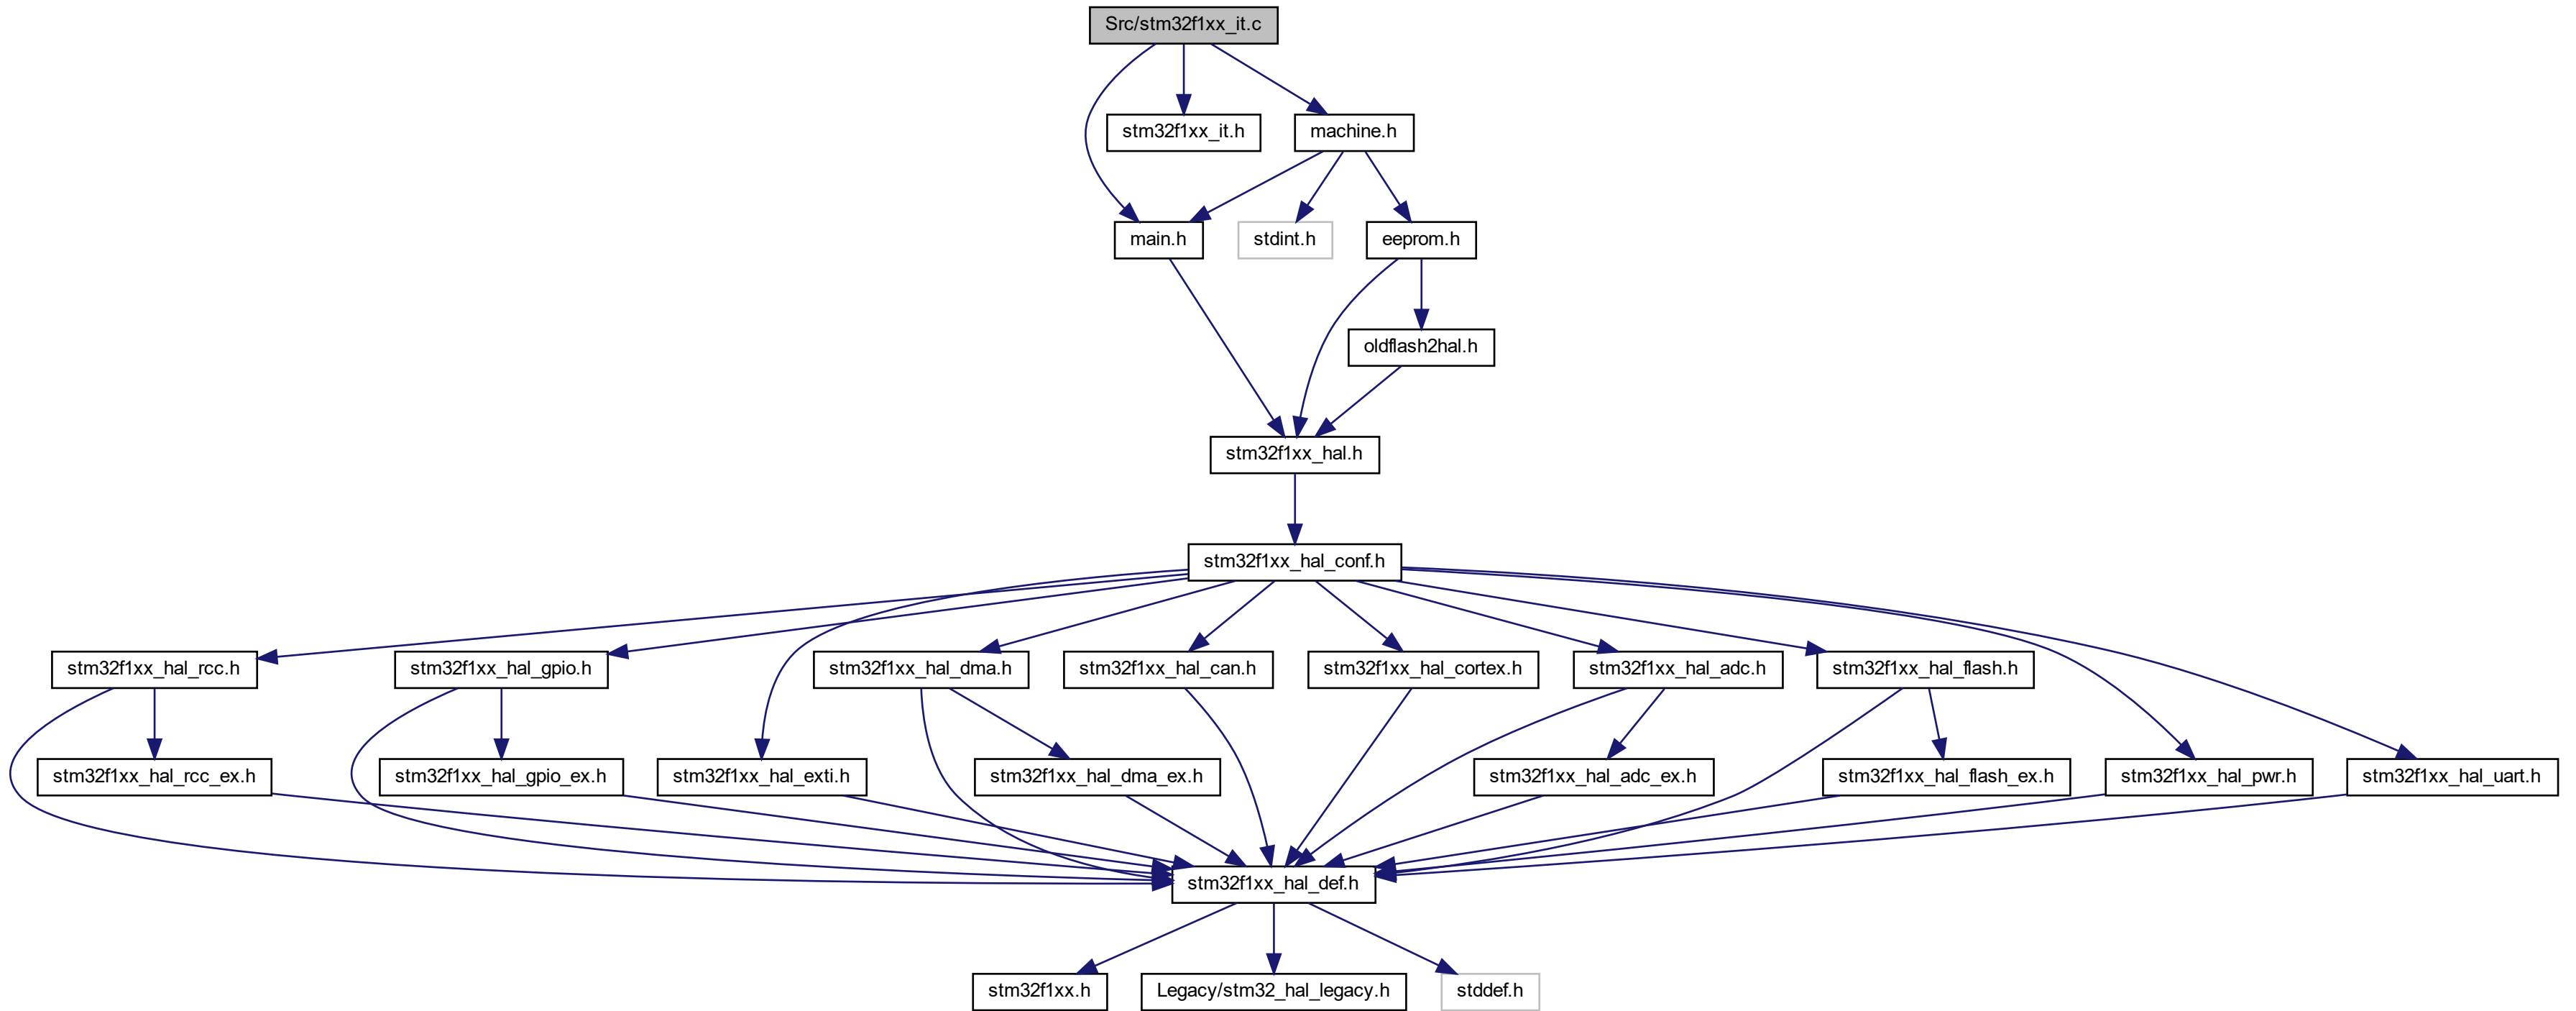 Src/stm32f1xx_it.c
stm32f1xx_it.h
machine.h
main.h
stdint.h
eeprom.h
oldflash2hal.h
stm32f1xx_hal.h
stm32f1xx_hal_conf.h
stm32f1xx_hal_rcc.h
stm32f1xx_hal_gpio.h
stm32f1xx_hal_dma.h
stm32f1xx_hal_can.h
stm32f1xx_hal_cortex.h
stm32f1xx_hal_adc.h
stm32f1xx_hal_flash.h
stm32f1xx_hal_rcc_ex.h
stm32f1xx_hal_gpio_ex.h
stm32f1xx_hal_exti.h
stm32f1xx_hal_dma_ex.h
stm32f1xx_hal_adc_ex.h
stm32f1xx_hal_flash_ex.h
stm32f1xx_hal_pwr.h
stm32f1xx_hal_uart.h
stm32f1xx_hal_def.h
stm32f1xx.h
Legacy/stm32_hal_legacy.h
stddef.h